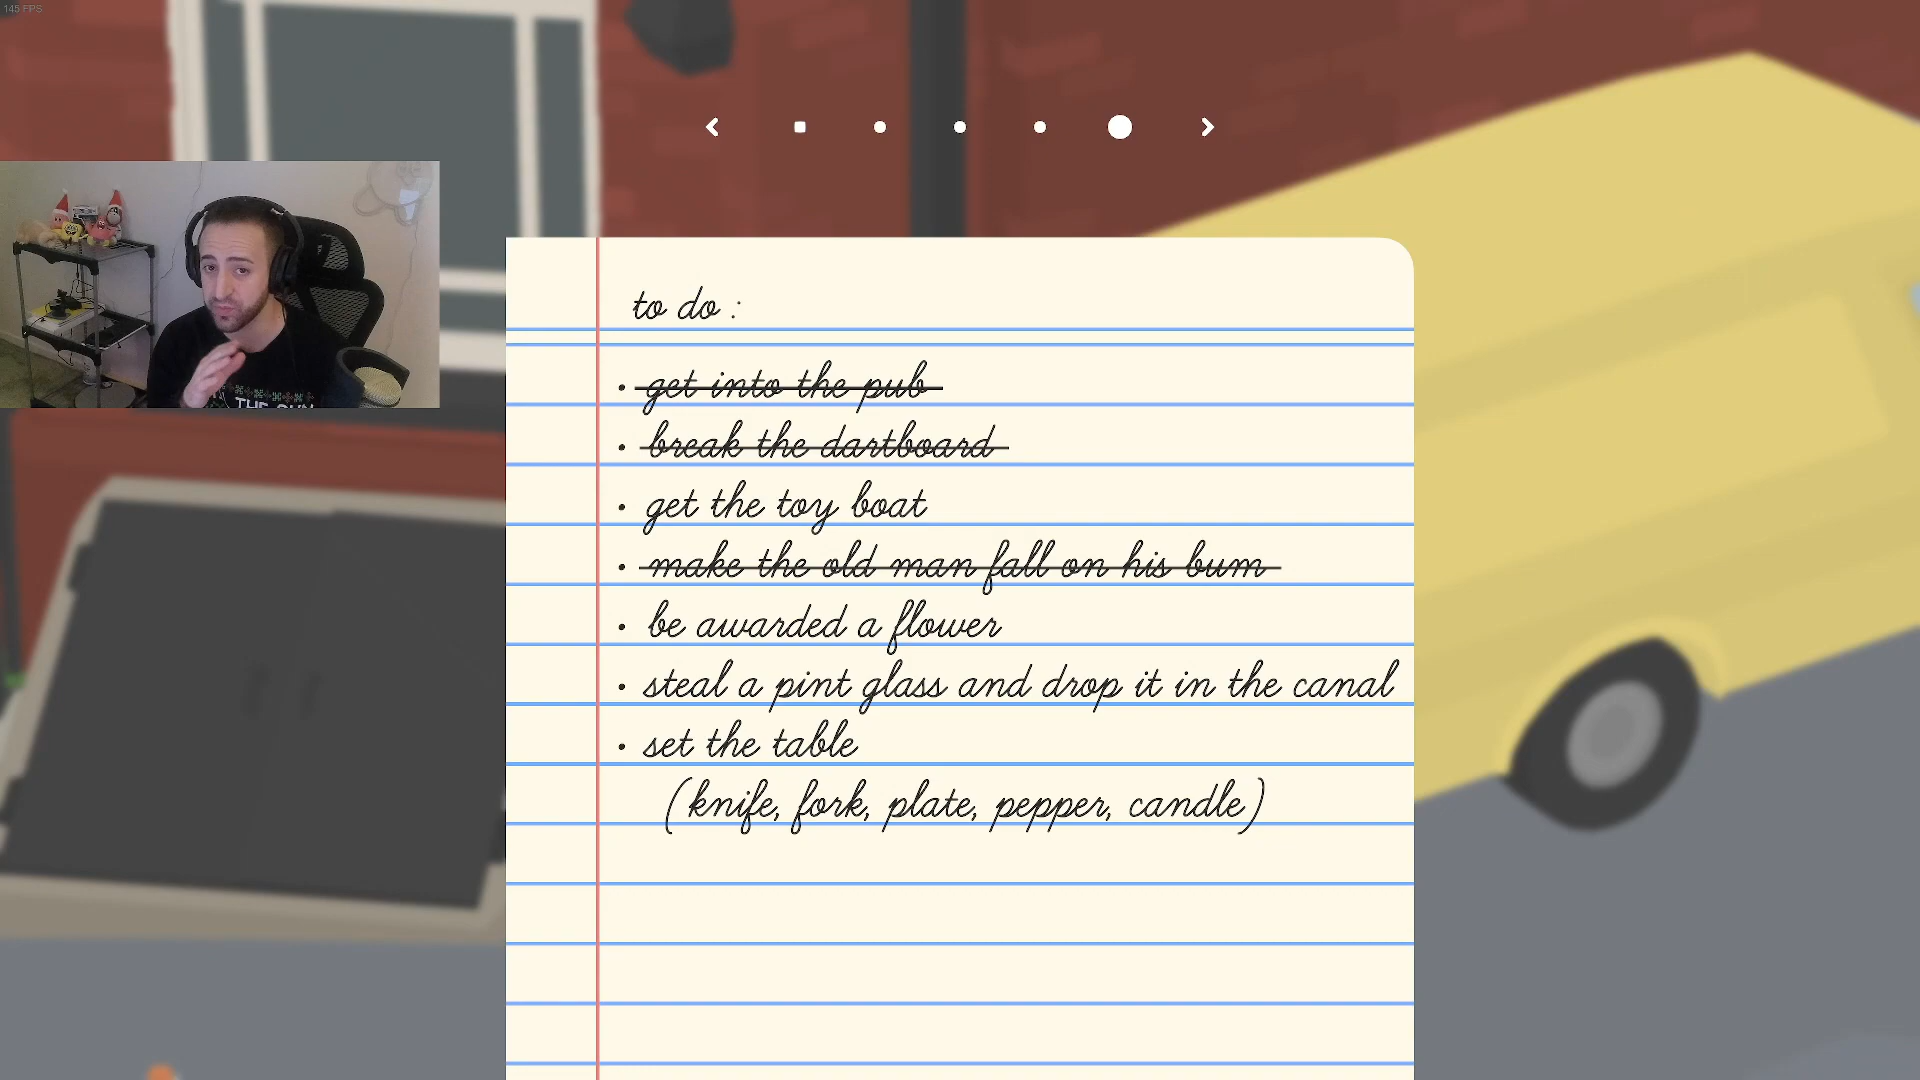 145 FPS
to do :
• get into the pub
• break the dartboard
• get the toy boat
• make the old man fall on his bum
• be awarded a flower
• steal a pint glass and drop it in the canal
• set the table
(knife, fork, plate, pepper, candle)